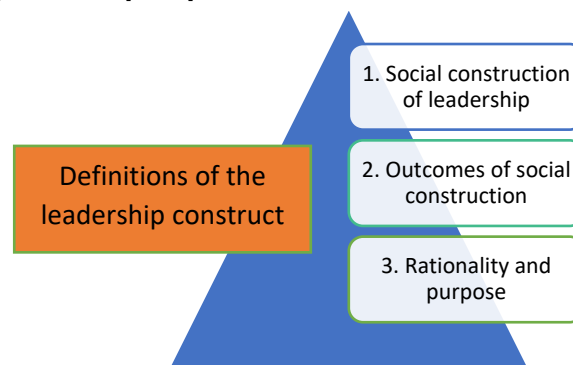 Definitions of the
leadership construct
1. Social construction
of leadership
2. Outcomes of social
construction
3. Rationality and
purpose